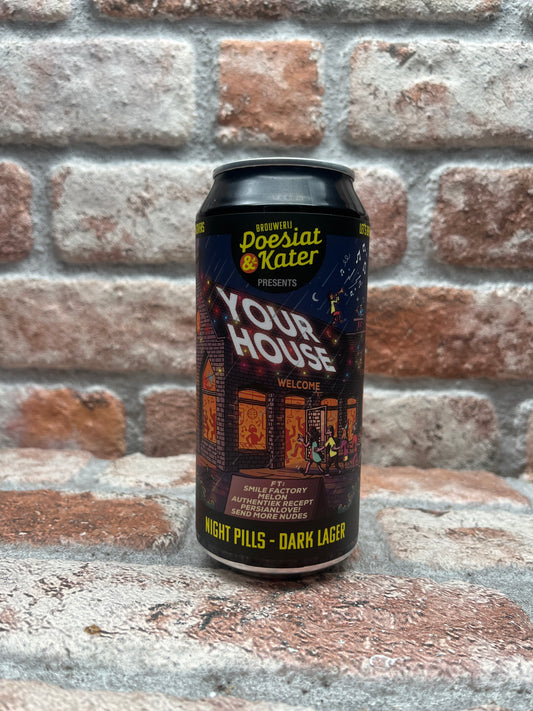 BROUWERIJ
Poesiat
& Kater
PRESENTS
YOUR
HOUSE
WELCOME
FT:
SMILE FACTORY
MELON
AUTHENTIEK RECEPT
PERSIANLOVE!
SEND MORE NUDES
NIGHT PILLS - DARK LAGER